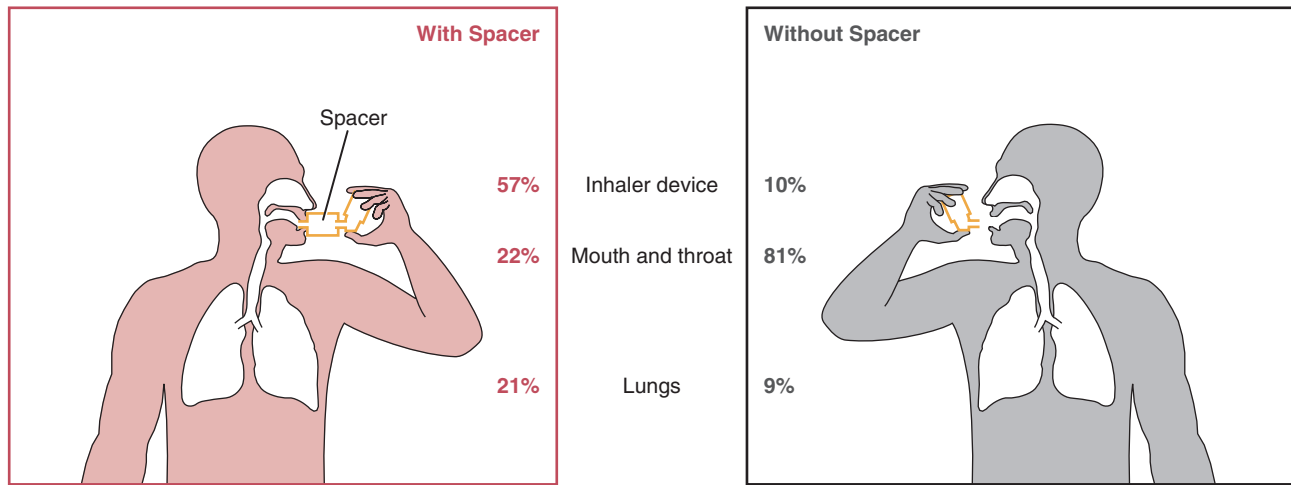 With Spacer
Without Spacer
Spacer
57% Inhaler device 10%
22% Mouth and throat 81%
21% Lungs 9%